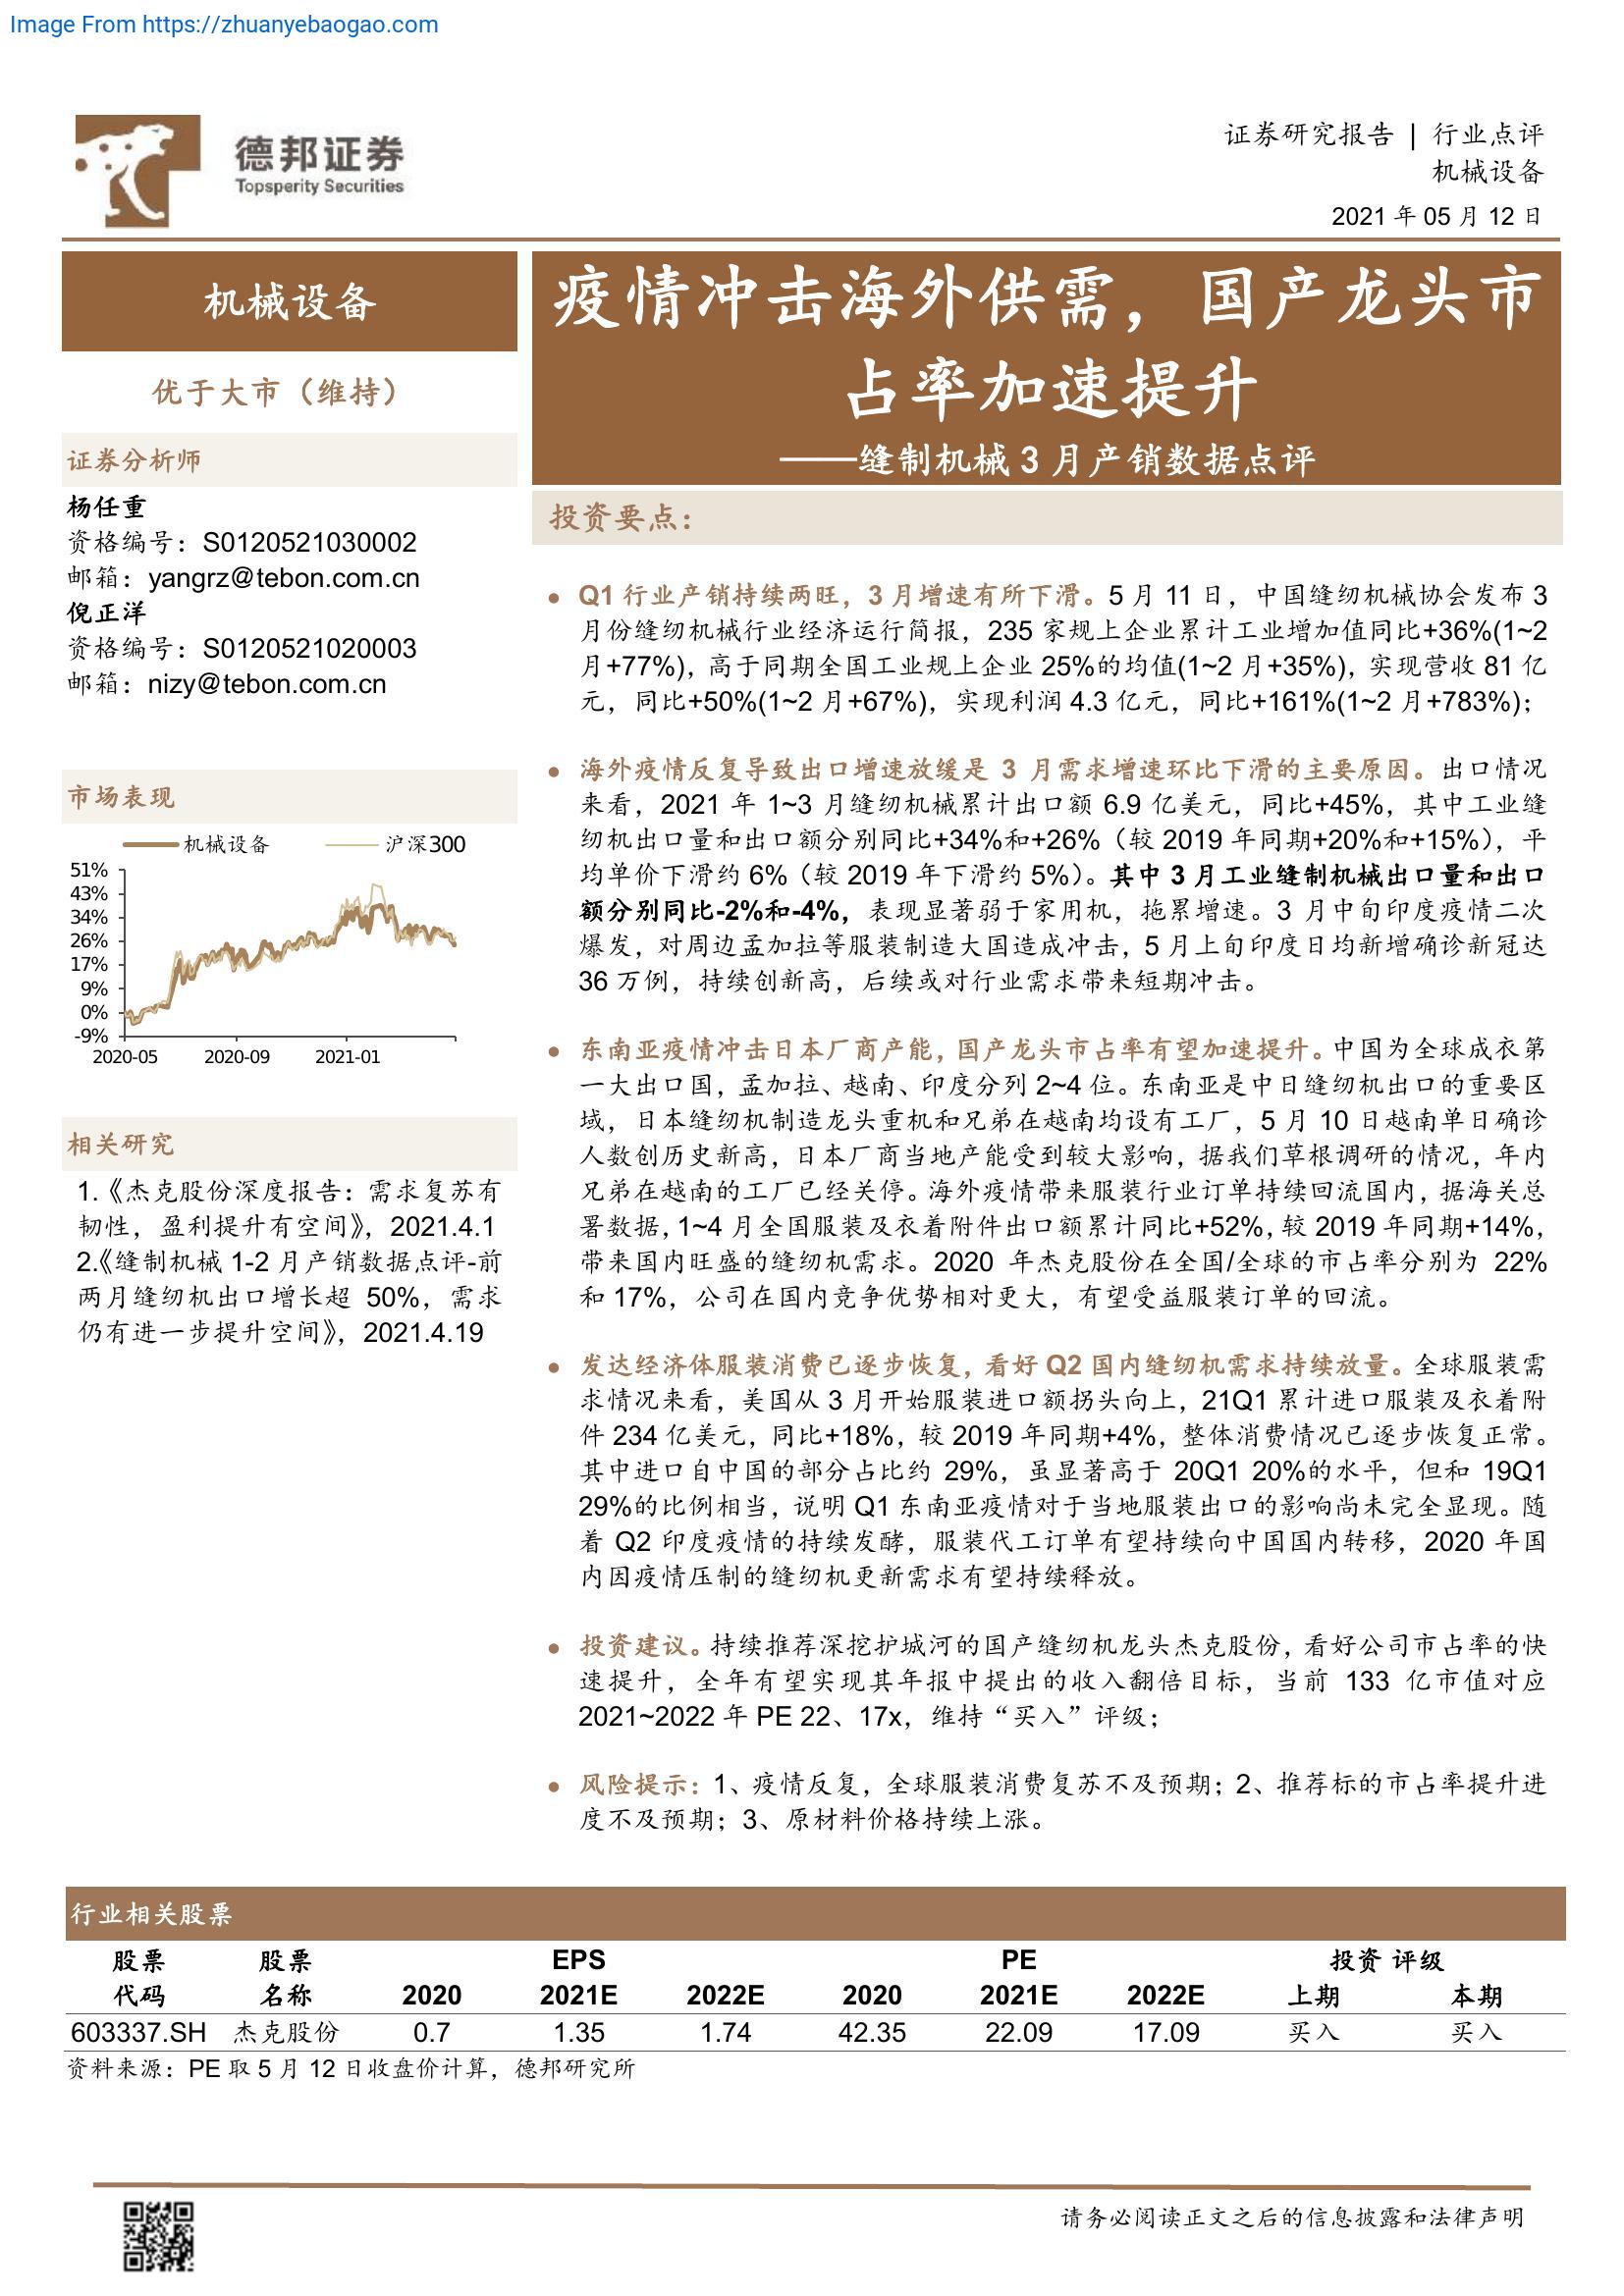 Image From https://zhuanyebaogao.com
德邦证券
Topsperity Securities
证券研究报告 | 行业点评
机械设备
2021 年 05 月 12 日
机械设备
优于大市（维持）
证券分析师
杨任重
资格编号：S0120521030002
邮箱：yangrz@tebon.com.cn
倪正洋
资格编号：S0120521020003
邮箱：nizy@tebon.com.cn
市场表现
机械设备 沪深300
51%
43%
34%
26%
17%
9%
0%
-9%
2020-05 2020-09 2021-01
相关研究
1.《杰克股份深度报告：需求复苏有
韧性，盈利提升有空间》，2021.4.1
2.《缝制机械 1-2 月产销数据点评-前
两月缝纫机出口增长超 50%，需求
仍有进一步提升空间》，2021.4.19
疫情冲击海外供需，国产龙头市
占率加速提升
——缝制机械 3 月产销数据点评
投资要点：
● Q1 行业产销持续两旺，3 月增速有所下滑。5 月 11 日，中国缝纫机械协会发布 3
月份缝纫机械行业经济运行简报，235 家规上企业累计工业增加值同比+36%(1~2
月+77%)，高于同期全国工业规上企业 25%的均值(1~2 月+35%)，实现营收 81 亿
元，同比+50%(1~2 月+67%)，实现利润 4.3 亿元，同比+161%(1~2 月+783%)；
● 海外疫情反复导致出口增速放缓是 3 月需求增速环比下滑的主要原因。出口情况
来看，2021 年 1~3 月缝纫机械累计出口额 6.9 亿美元，同比+45%，其中工业缝
纫机出口量和出口额分别同比+34%和+26%（较 2019 年同期+20%和+15%），平
均单价下滑约 6%（较 2019 年下滑约 5%）。其中 3 月工业缝制机械出口量和出口
额分别同比-2%和-4%，表现显著弱于家用机，拖累增速。3 月中旬印度疫情二次
爆发，对周边孟加拉等服装制造大国造成冲击，5 月上旬印度日均新增确诊新冠达
36 万例，持续创新高，后续或对行业需求带来短期冲击。
● 东南亚疫情冲击日本厂商产能，国产龙头市占率有望加速提升。中国为全球成衣第
一大出口国，孟加拉、越南、印度分列 2~4 位。东南亚是中日缝纫机出口的重要区
域，日本缝纫机制造龙头重机和兄弟在越南均设有工厂，5 月 10 日越南单日确诊
人数创历史新高，日本厂商当地产能受到较大影响，据我们草根调研的情况，年内
兄弟在越南的工厂已经关停。海外疫情带来服装行业订单持续回流国内，据海关总
署数据，1~4 月全国服装及衣着附件出口额累计同比+52%，较 2019 年同期+14%，
带来国内旺盛的缝纫机需求。2020 年杰克股份在全国/全球的市占率分别为 22%
和 17%，公司在国内竞争优势相对更大，有望受益服装订单的回流。
● 发达经济体服装消费已逐步恢复，看好 Q2 国内缝纫机需求持续放量。全球服装需
求情况来看，美国从 3 月开始服装进口额拐头向上，21Q1 累计进口服装及衣着附
件 234 亿美元，同比+18%，较 2019 年同期+4%，整体消费情况已逐步恢复正常。
其中进口自中国的部分占比约 29%，虽显著高于 20Q1 20%的水平，但和 19Q1
29%的比例相当，说明 Q1 东南亚疫情对于当地服装出口的影响尚未完全显现。随
着 Q2 印度疫情的持续发酵，服装代工订单有望持续向中国国内转移，2020 年国
内因疫情压制的缝纫机更新需求有望持续释放。
● 投资建议。持续推荐深挖护城河的国产缝纫机龙头杰克股份，看好公司市占率的快
速提升，全年有望实现其年报中提出的收入翻倍目标，当前 133 亿市值对应
2021~2022 年 PE 22、17x，维持“买入”评级；
● 风险提示：1、疫情反复，全球服装消费复苏不及预期；2、推荐标的市占率提升进
度不及预期；3、原材料价格持续上涨。
行业相关股票
股票 股票 EPS PE 投资 评级
代码 名称 2020 2021E 2022E 2020 2021E 2022E 上期 本期
603337.SH 杰克股份 0.7 1.35 1.74 42.35 22.09 17.09 买入 买入
资料来源：PE 取 5 月 12 日收盘价计算，德邦研究所
请务必阅读正文之后的信息披露和法律声明